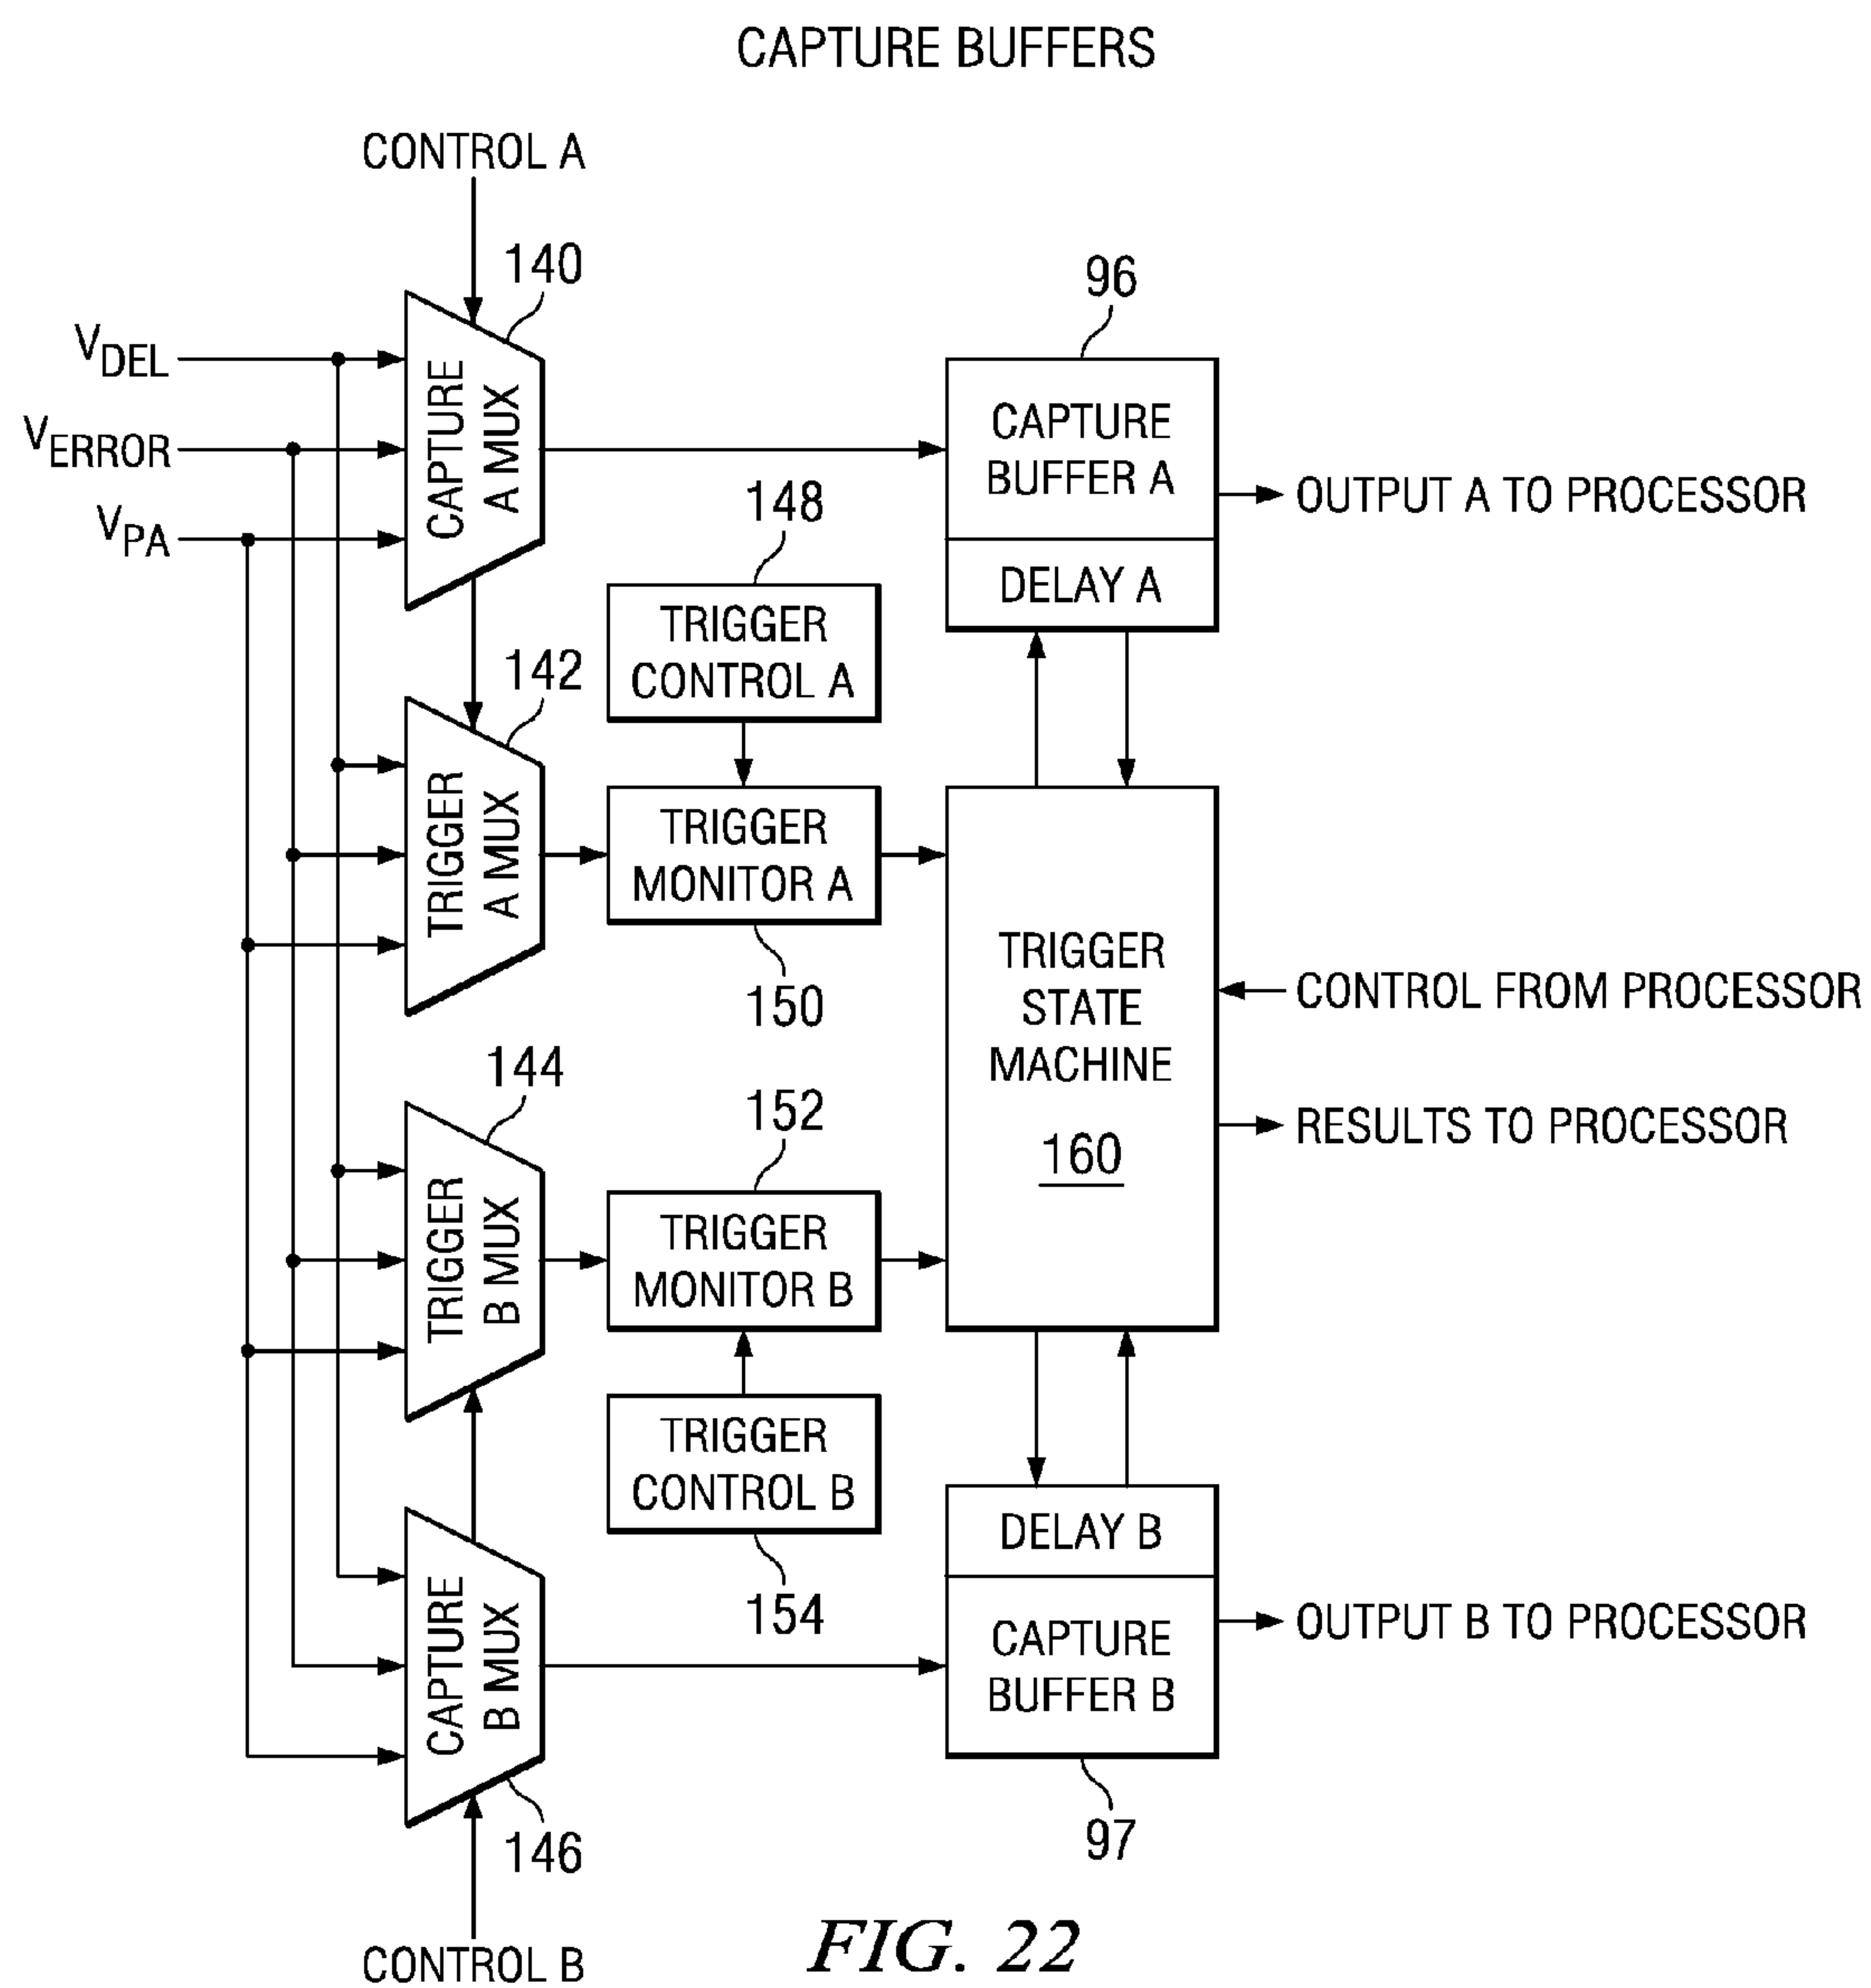 CAPTURE BUFFERS
CONTROL A
140
96
VDEL
VERROR
VPA
CAPTURE
A MUX
CAPTURE
BUFFER A
DELAY A
OUTPUT A TO PROCESSOR
148
TRIGGER
CONTROL A
142
TRIGGER
A MUX
TRIGGER
MONITOR A
150
TRIGGER
STATE
MACHINE
160
CONTROL FROM PROCESSOR
RESULTS TO PROCESSOR
144
TRIGGER
B MUX
152
TRIGGER
MONITOR B
TRIGGER
CONTROL B
154
CAPTURE
B MUX
146
DELAY B
CAPTURE
BUFFER B
OUTPUT B TO PROCESSOR
97
CONTROL B
FIG. 22